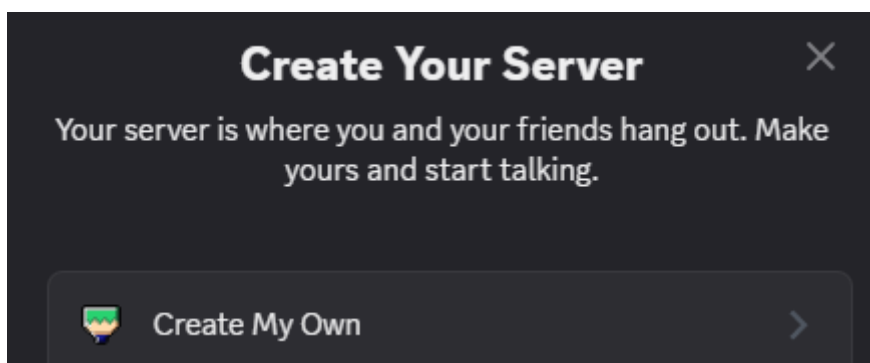 Create Your Server
Your server is where you and your friends hang out. Make
yours and start talking.
Create My Own